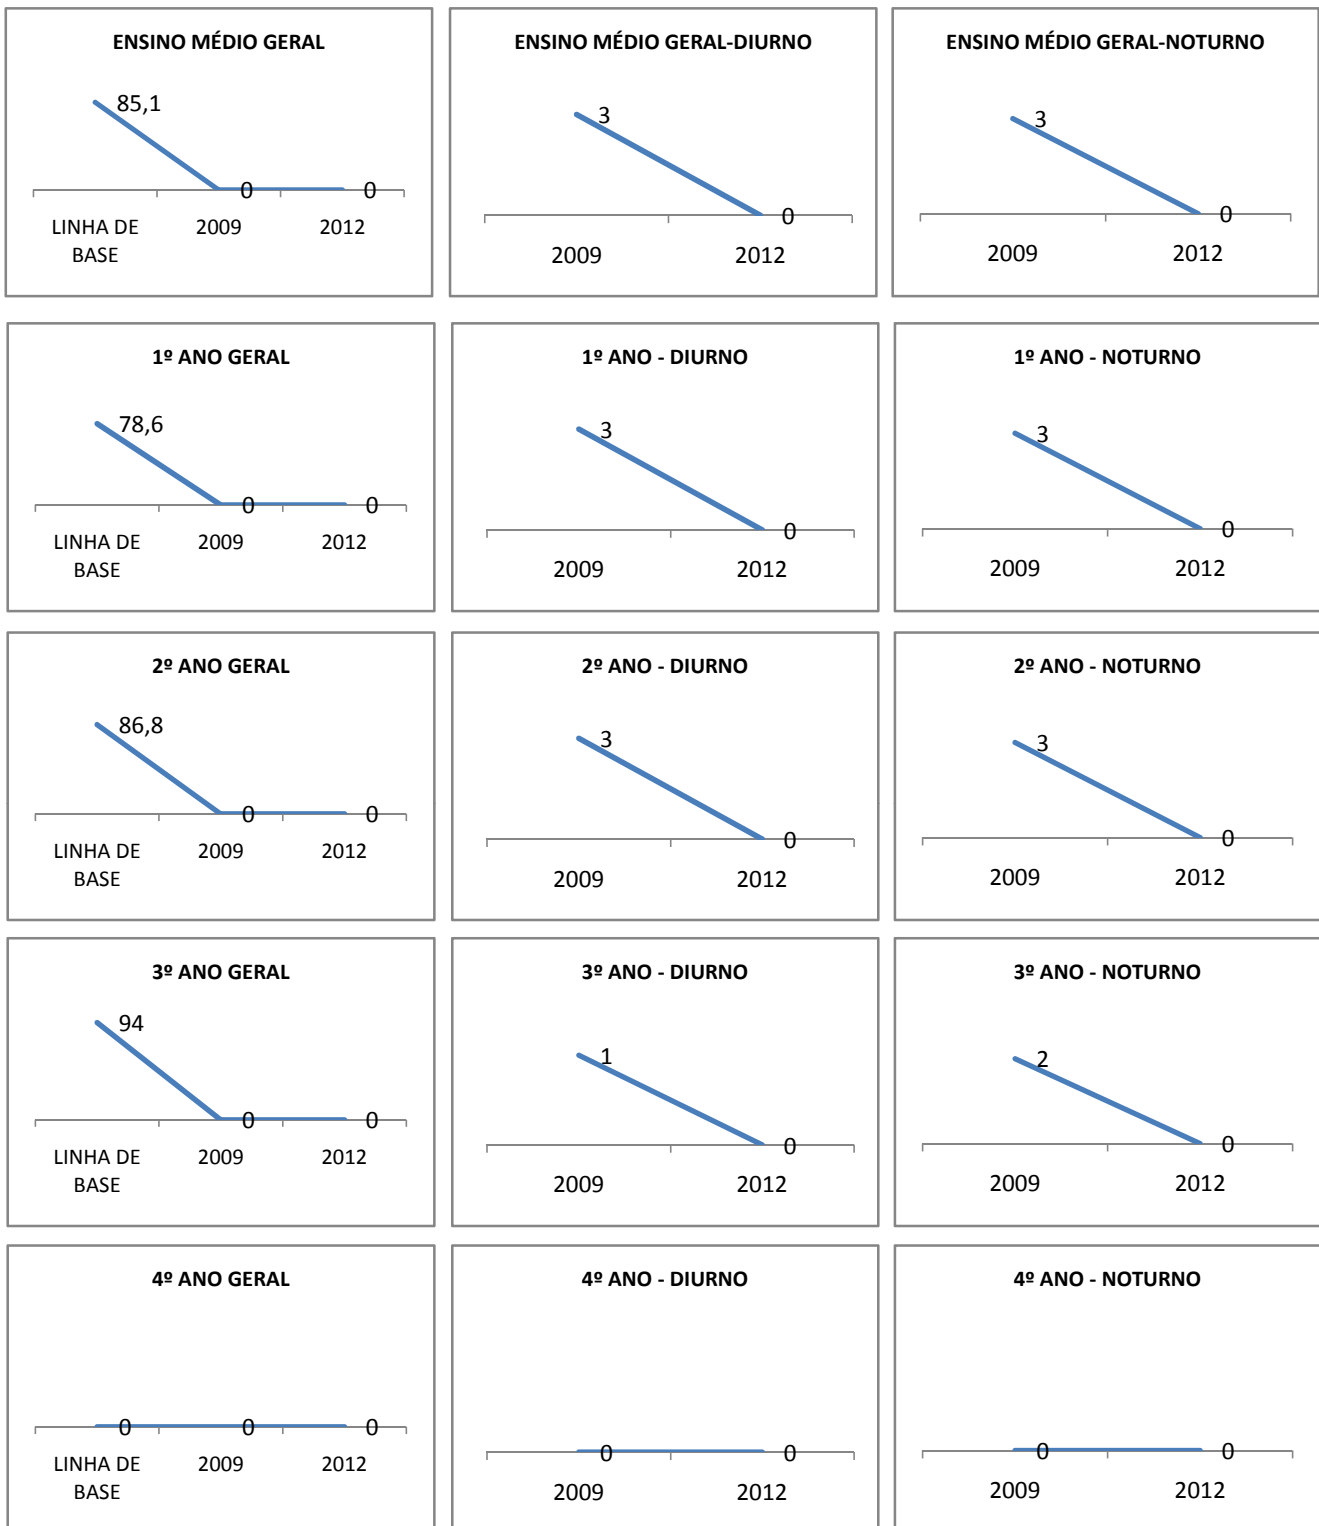 ENSINO MÉDIO GERAL
85,1
0
0
LINHA DE
BASE
2009
2012
ENSINO MÉDIO GERAL-DIURNO
3
0
2009
2012
ENSINO MÉDIO GERAL-NOTURNO
3
0
2009
2012
1º ANO GERAL
78,6
0
0
LINHA DE
BASE
2009
2012
1º ANO - DIURNO
3
0
2009
2012
1º ANO - NOTURNO
3
0
2009
2012
2º ANO GERAL
86,8
0
0
LINHA DE
BASE
2009
2012
2º ANO - DIURNO
3
0
2009
2012
2º ANO - NOTURNO
3
0
2009
2012
3º ANO GERAL
94
0
0
LINHA DE
BASE
2009
2012
3º ANO - DIURNO
1
0
2009
2012
3º ANO - NOTURNO
2
0
2009
2012
4º ANO GERAL
0
0
0
LINHA DE
BASE
2009
2012
4º ANO - DIURNO
0
0
2009
2012
4º ANO - NOTURNO
0
0
2009
2012